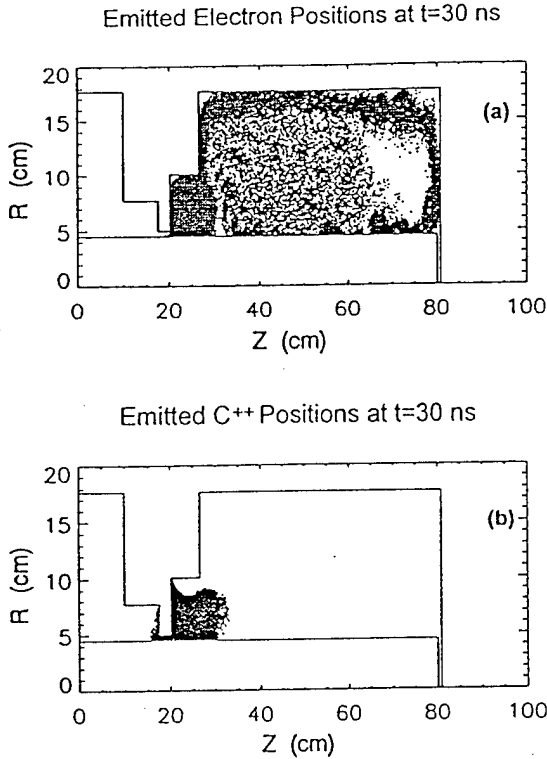 Emitted Electron Positions at t=30 ns
20
15
10
5
0
R (cm)
(a)
0 20 40 60 80 100
Z (cm)
Emitted C++ Positions at t=30 ns
20
15
10
5
0
R (cm)
(b)
0 20 40 60 80 100
Z (cm)